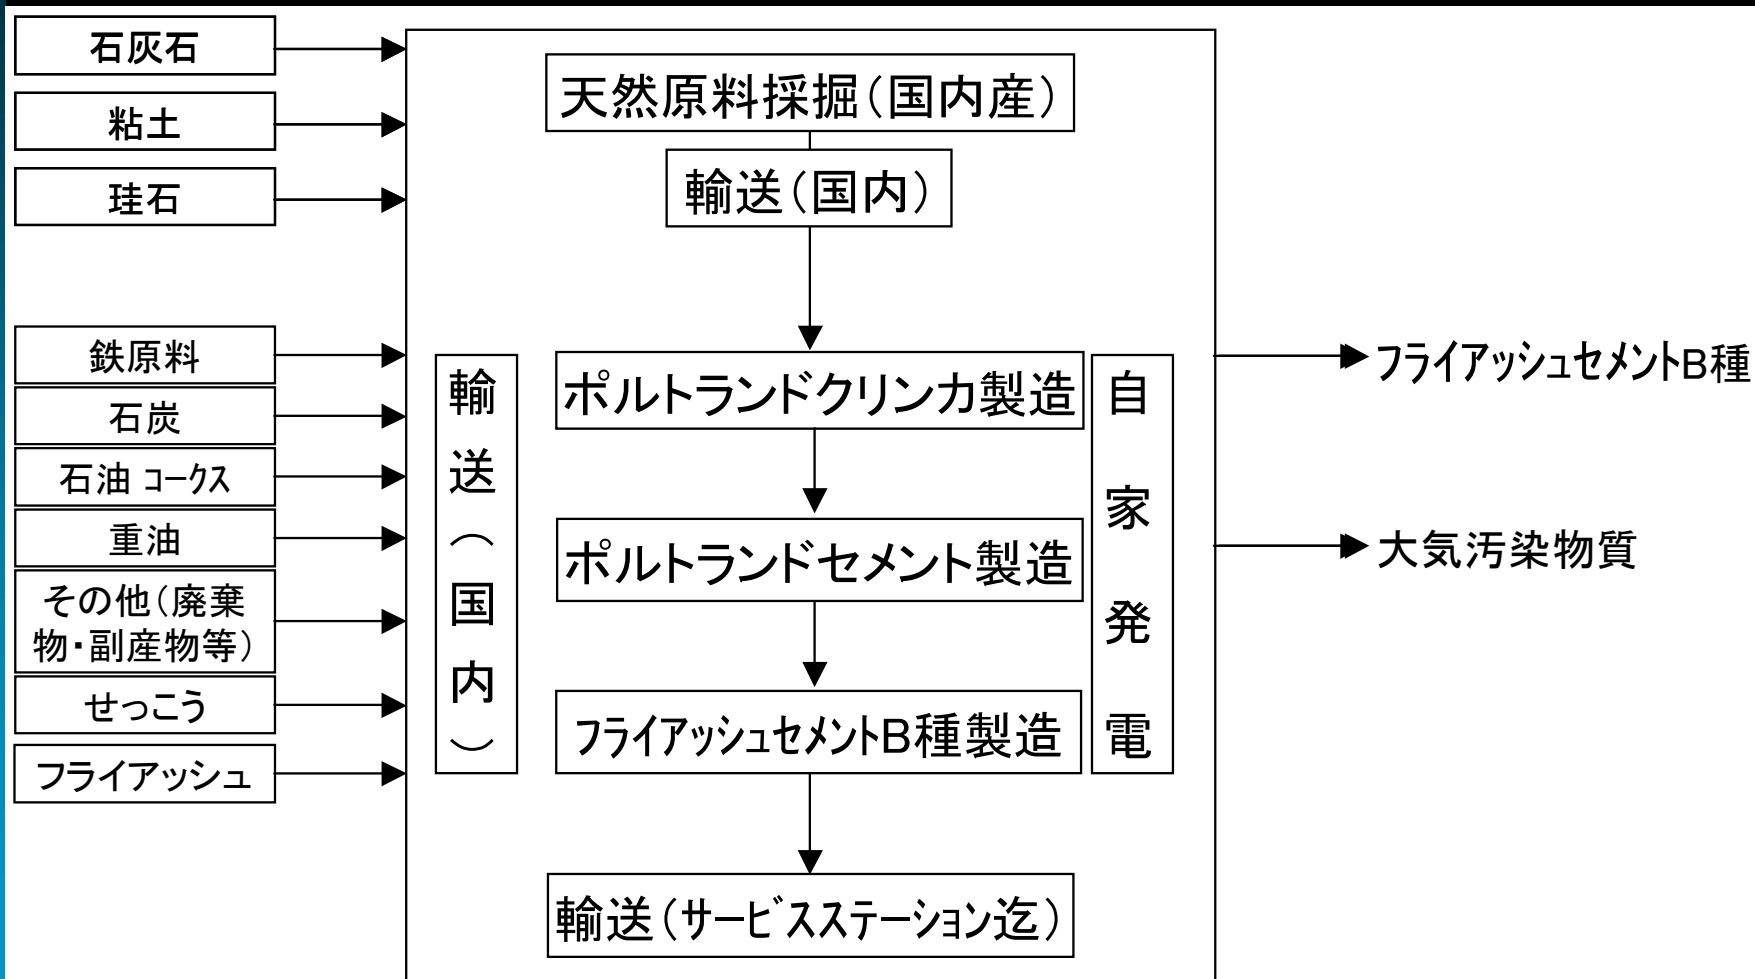 石灰石
粘土
珪石
鉄原料
石炭
石油 コークス
重油
その他(廃棄
物・副産物等)
せっこう
フライアッシュ
輸送(国内)
天然原料採掘(国内産)
輸送(国内)
ポルトランドクリンカ製造
ポルトランドセメント製造
フライアッシュセメントB種製造
輸送(サービスステーション迄)
自家発電
フライアッシュセメントB種
大気汚染物質